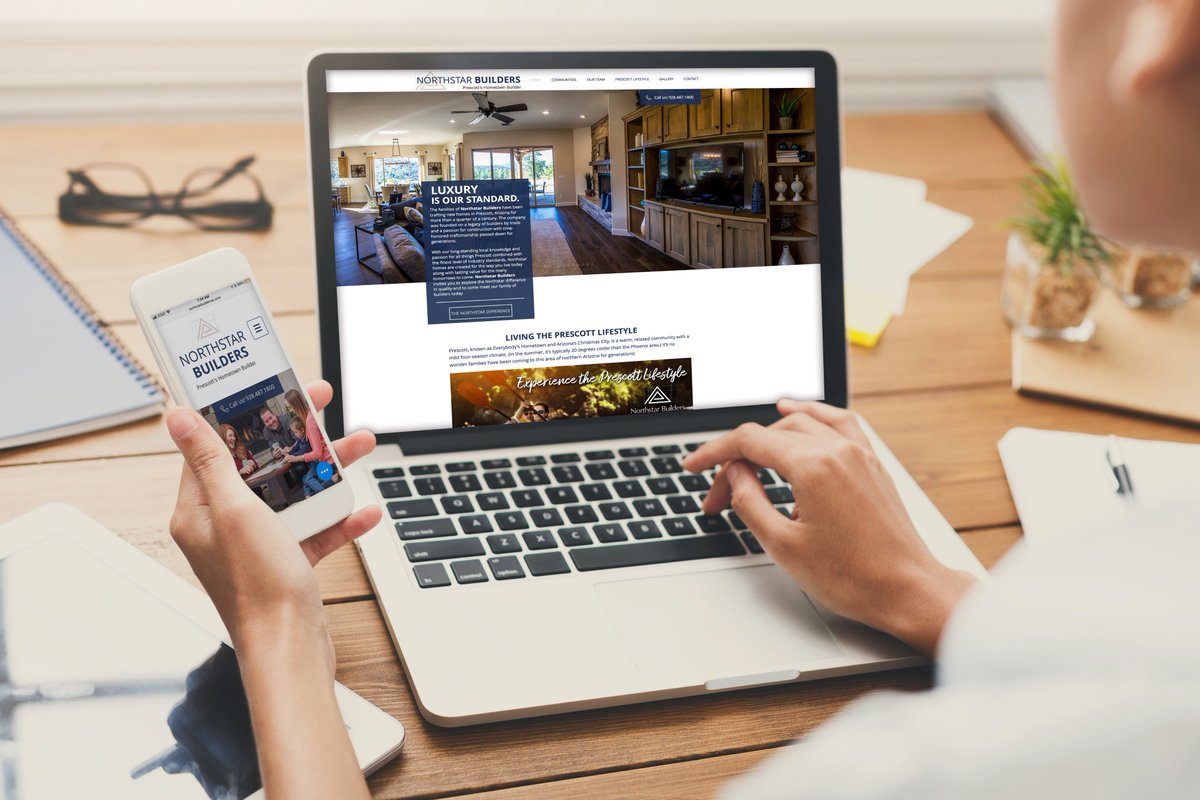 NORTHSTAR BUILDERS
Prescott's Hometown Builder
HOME COMMUNITIES OUR TEAM PRESCOTT LIFESTYLE GALLERY CONTACT
Call us! 928.487.1900
LUXURY
IS OUR STANDARD.
The families of Northstar Builders have been
crafting new homes in Prescott, Arizona for
more than a quarter of a century. The company
was founded on a legacy of builders by trade
and a passion for construction with time-
honored craftsmanship passed down for
generations.
With our long-standing local knowledge and
passion for all things Prescott combined with
the finest level of industry standards, Northstar
homes are created for the way you live today
along with lasting value for the many
tomorrows to come. Northstar Builders
invites you to explore the Northstar difference
in quality and to come meet our family of
builders today
THE NORTHSTAR DIFFERENCE
LIVING THE PRESCOTT LIFESTYLE
Prescott, known as Everybody's Hometown and Arizona's Christmas City, is a warm, relaxed community with a
mild four-season climate. (In the summer, it's typically 20 degrees cooler than the Phoenix area.) It's no
wonder families have been coming to this area of northern Arizona for generations!
Experience the Prescott Lifestyle
Northstar Builders
7:54 AM
NORTHSTAR
BUILDERS
Prescott's Hometown Builder
Call us! 928.487.1900
tab
caps lock
shift
fn control option
Q W E R T Y U I O P
A S D F G H
Z X C V B N